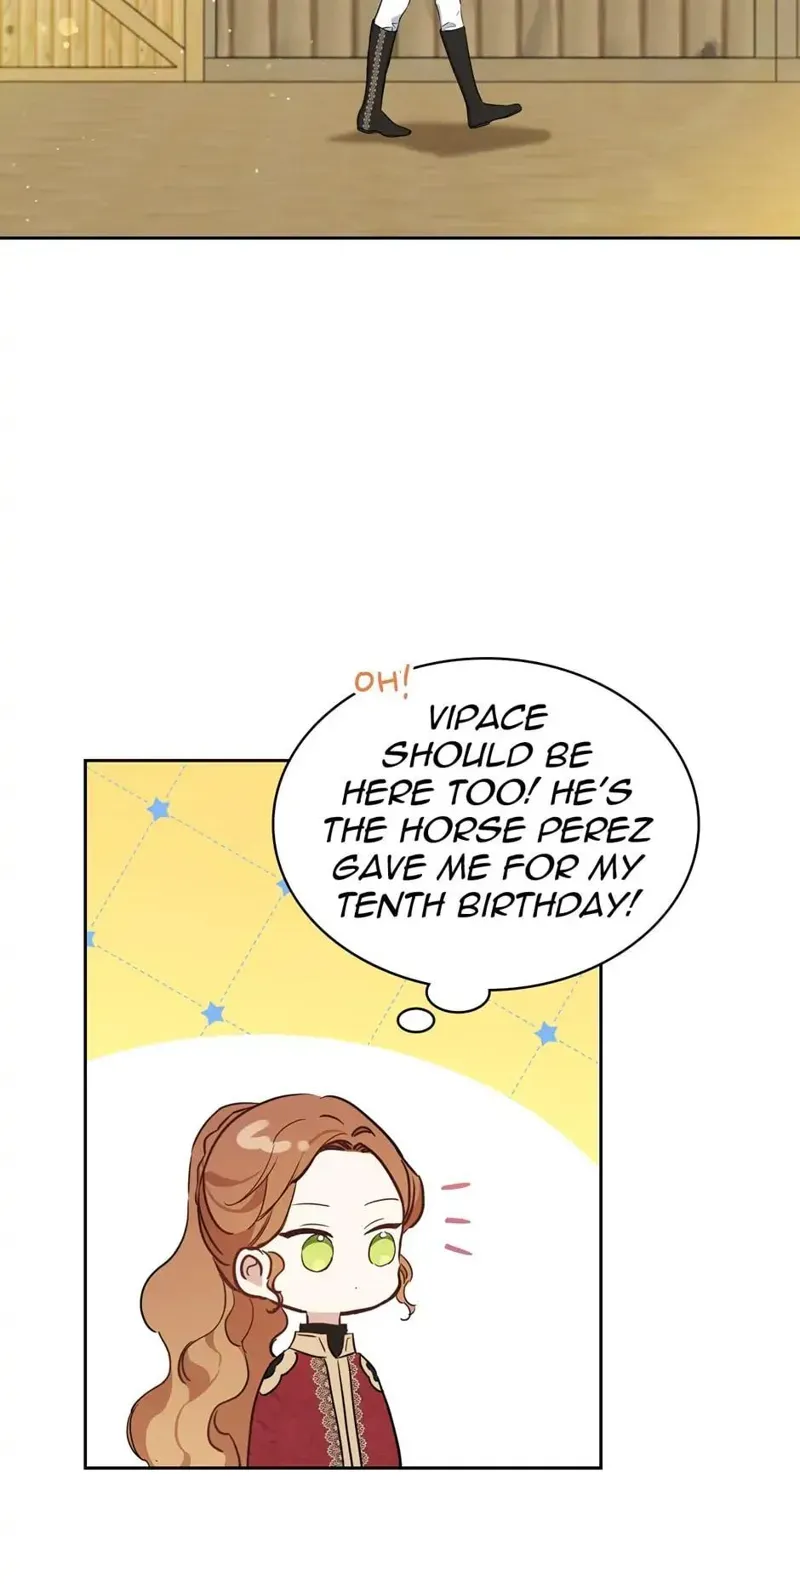 OH!
VIPACE
SHOULD BE
HERE TOO! HE'S
THE HORSE PEREZ
GAVE ME FOR MY
TENTH BIRTHDAY!